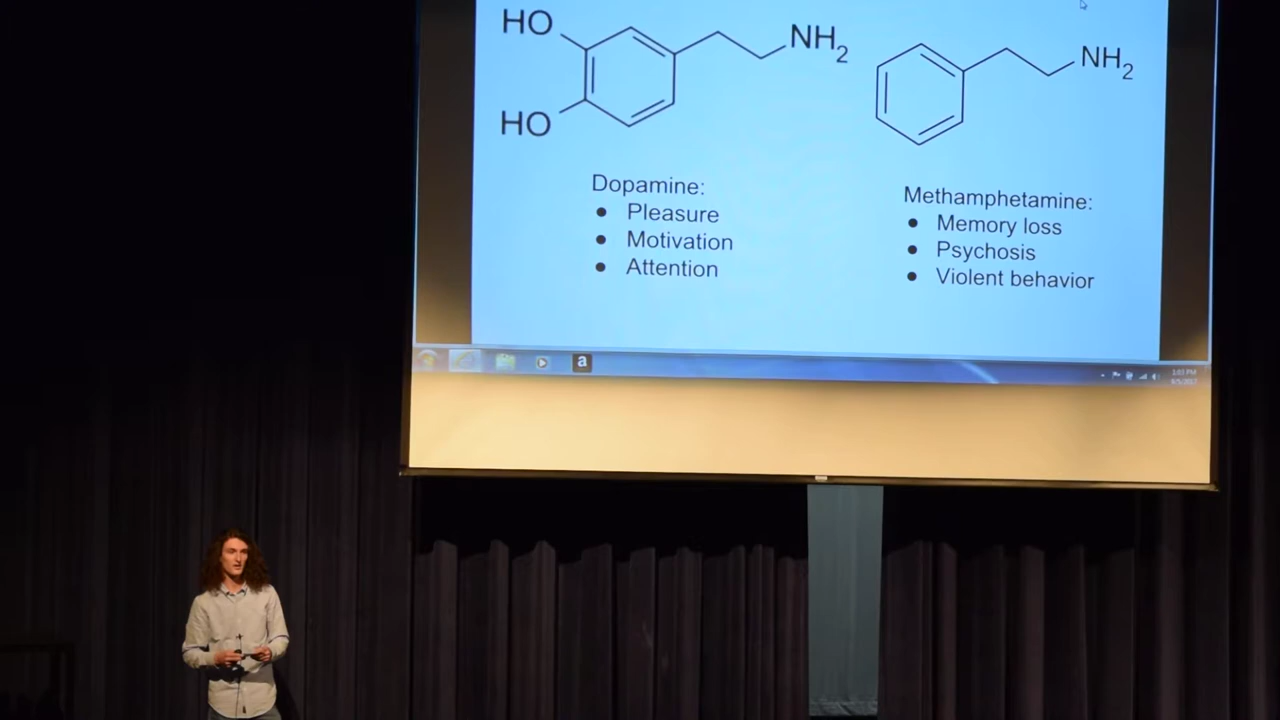 HO
NH2
HO
NH2
Dopamine:
● Pleasure
● Motivation
● Attention
Methamphetamine:
● Memory loss
● Psychosis
● Violent behavior
a